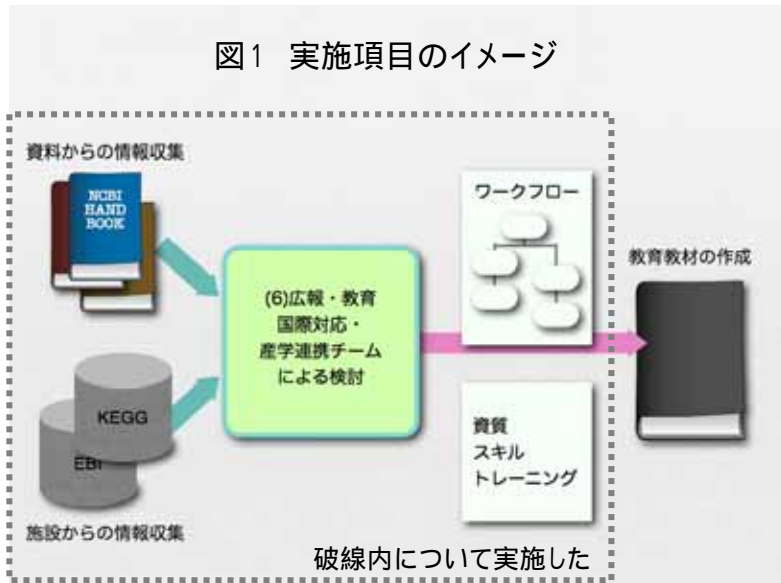 図1 実施項目のイメージ
資料からの情報収集
NCBI
HAND
BOOK
KEGG
EBI
施設からの情報収集
(6)広報・教育
国際対応・
産学連携チーム
による検討
ワークフロー
資質
スキル
トレーニング
教育教材の作成
破線内について実施した